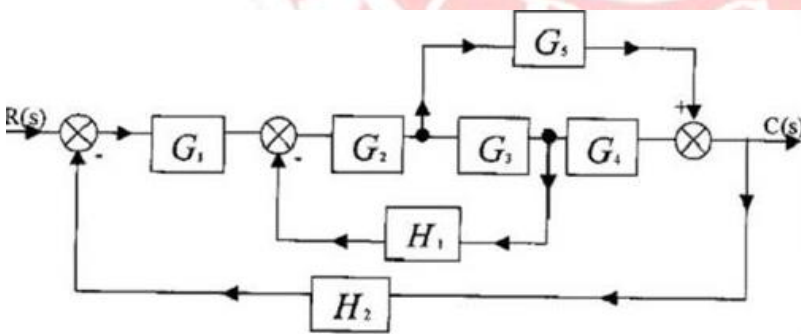 G₅
+
R(s) G₁ G₂ G₃ G₄ C(s)
- -
H₁
H₂